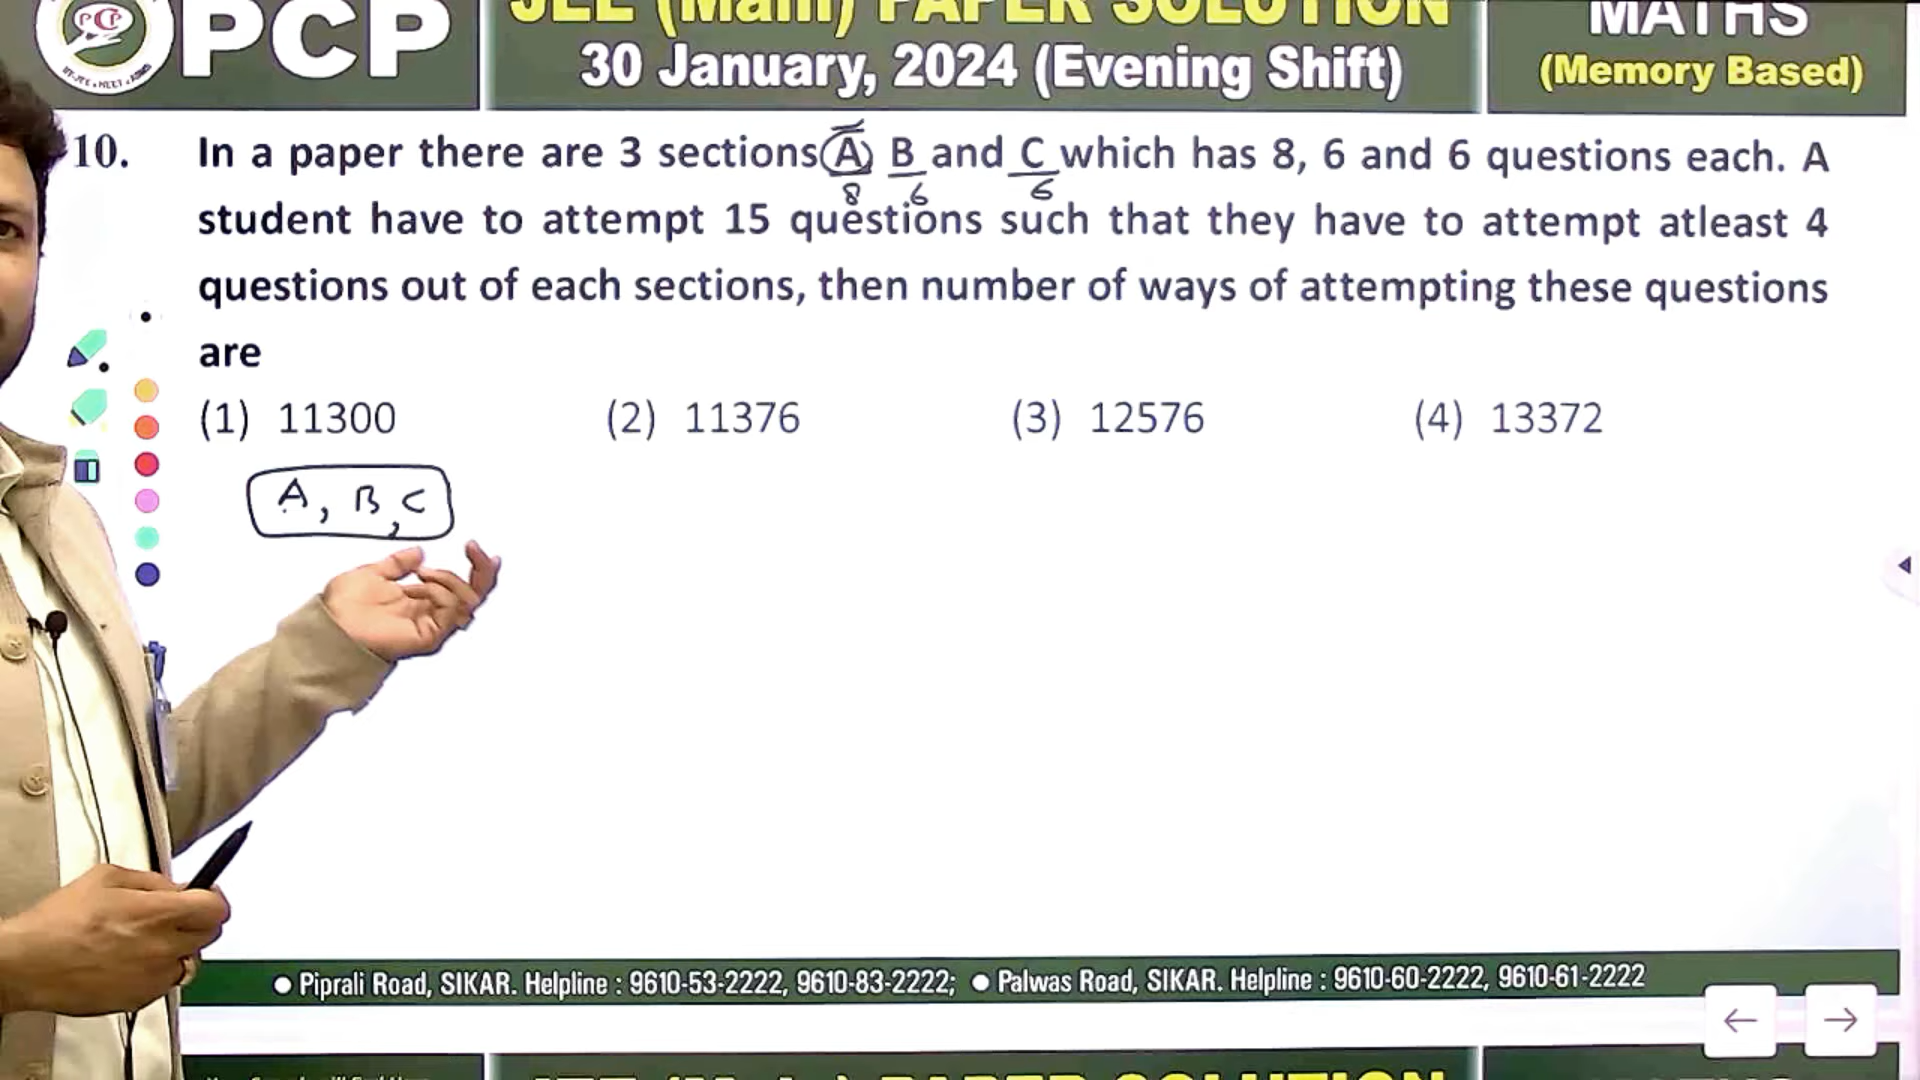 PCP
JEE (Main) PAPER SOLUTION
30 January, 2024 (Evening Shift)
MATHS
(Memory Based)
10. In a paper there are 3 sections A B and C which has 8, 6 and 6 questions each. A
8 6 6
student have to attempt 15 questions such that they have to attempt atleast 4
questions out of each sections, then number of ways of attempting these questions
are
(1) 11300 (2) 11376 (3) 12576 (4) 13372
A, B, C
● Piprali Road, SIKAR. Helpline : 9610-53-2222, 9610-83-2222; ● Palwas Road, SIKAR. Helpline : 9610-60-2222, 9610-61-2222